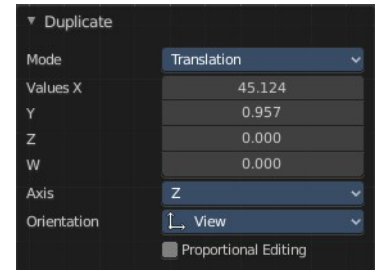 Duplicate
Mode Translation
Values X 45.124
Y 0.957
Z 0.000
W 0.000
Axis Z
Orientation View
Proportional Editing